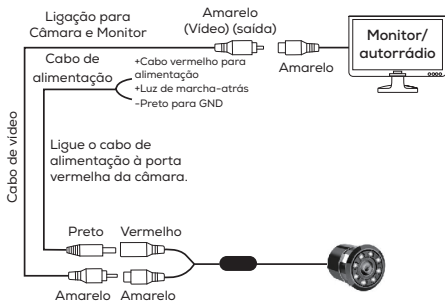 Ligação para
Câmara e Monitor
Amarelo
(Vídeo) (saída)
Amarelo
Monitor/
autorrádio
Cabo de
alimentação
+Cabo vermelho para
alimentação
+Luz de marcha-atrás
-Preto para GND
Cabo de vídeo
Ligue o cabo de
alimentação à porta
vermelha da câmara.
Preto
Vermelho
Amarelo
Amarelo